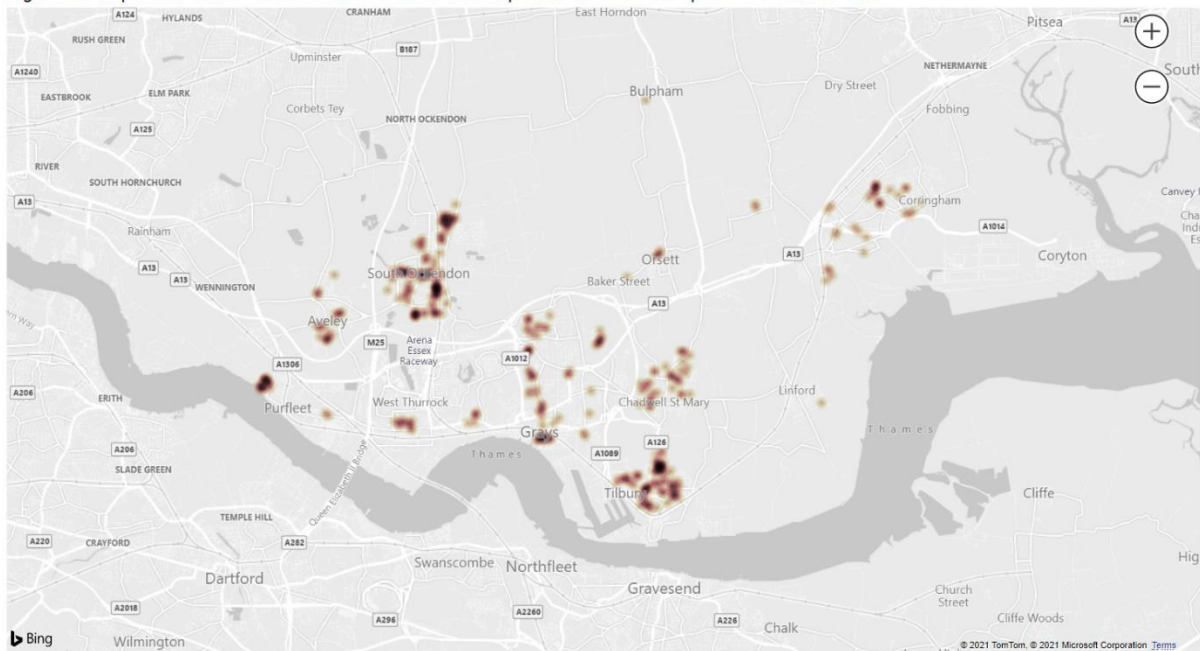 A124
HYLANDS
CRANHAM
East Horndon
Pitsea
A13
+
RUSH GREEN
B187
Upminster
NETHERMAYNE
South
A1240
EASTBROOK
ELM PARK
Corbets Tey
Bulpham
Dry Street
−
Fobbing
A125
NORTH OCKENDON
RIVER
SOUTH HORNCHURCH
Canvey
A13
Corringham
A1014
Rainham
A13
A13
WENNINGTON
South Ockendon
Orsett
A13
Coryton
Baker Street
A13
Aveley
M25
Arena
Essex
Raceway
A1012
A1306
A206
ERITH
Purfleet
West Thurrock
Chadwell St Mary
Linford
Thames
Grays
A126
A206
Thames
A1089
SLADE GREEN
Queen Elizabeth II Bridge
Tilbury
Cliffe
TEMPLE HILL
A220
CRAYFORD
A282
Swanscombe
Northfleet
Dartford
Gravesend
Church
Street
A2018
A296
A2260
A226
Chalk
Cliffe Woods
Bing
Wilmington
© 2021 TomTom, © 2021 Microsoft Corporation Terms